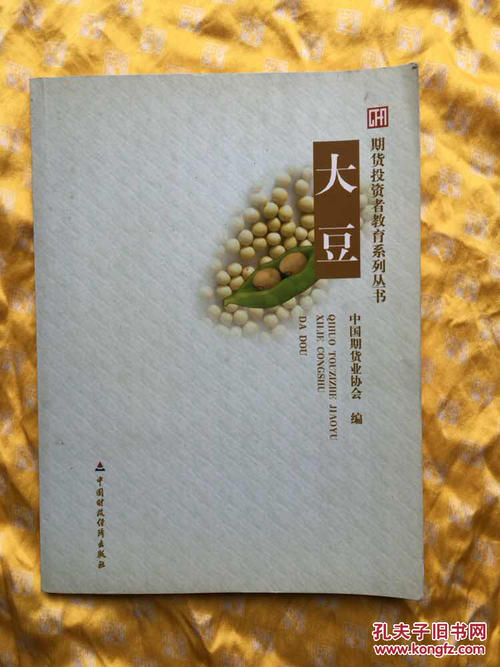 CFA
期货投资者教育系列丛书
大豆
中国期货业协会 编
QIHUO TOUZIZHE JIAOYU
XILIE CONGSHU
DA DOU
中国财政经济出版社
孔夫子旧书网
www.kongfz.com